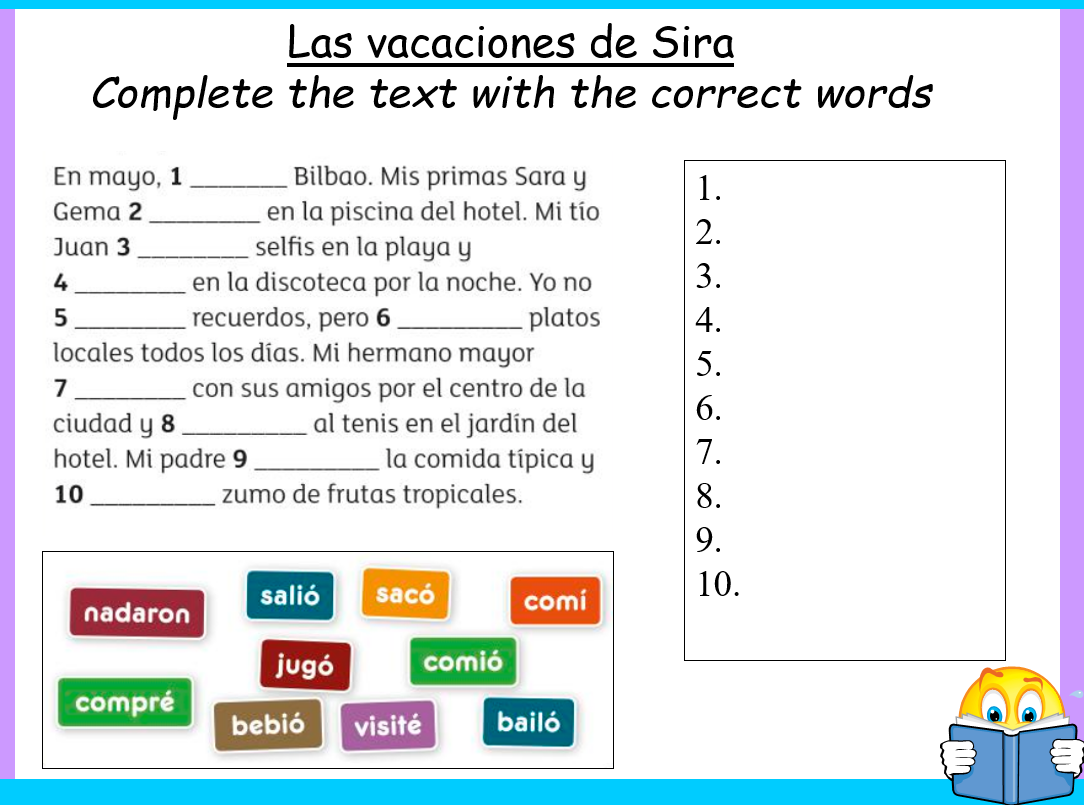 Las vacaciones de Sira
Complete the text with the correct words
En mayo, 1 _______ Bilbao. Mis primas Sara y
Gema 2 ________ en la piscina del hotel. Mi tío
Juan 3 ________ selfis en la playa y
4 ________ en la discoteca por la noche. Yo no
5 ________ recuerdos, pero 6 _________ platos
locales todos los días. Mi hermano mayor
7 ________ con sus amigos por el centro de la
ciudad y 8 _________ al tenis en el jardín del
hotel. Mi padre 9 _________ la comida típica y
10 _________ zumo de frutas tropicales.
1.
2.
3.
4.
5.
6.
7.
8.
9.
10.
nadaron
salió
sacó
comí
jugó
comió
compré
bebió
visité
bailó